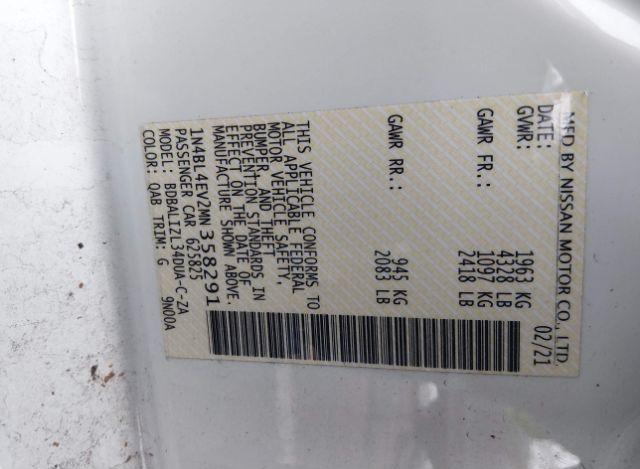 MFD BY NISSAN MOTOR CO., LTD.
DATE: 02/21
GVWR: 1963 KG
4328 LB
GAWR FR.: 1097 KG
2418 LB
GAWR RR.: 945 KG
2083 LB
THIS VEHICLE CONFORMS TO
ALL APPLICABLE FEDERAL
MOTOR VEHICLE SAFETY,
BUMPER, AND THEFT
PREVENTION STANDARDS IN
EFFECT ON THE DATE OF
MANUFACTURE SHOWN ABOVE.
1N4BL4EV2MN358291
PASSENGER CAR 625825
MODEL: BDBALIZL34DUA-C-ZA
COLOR: QAB TRIM: G 9N00A